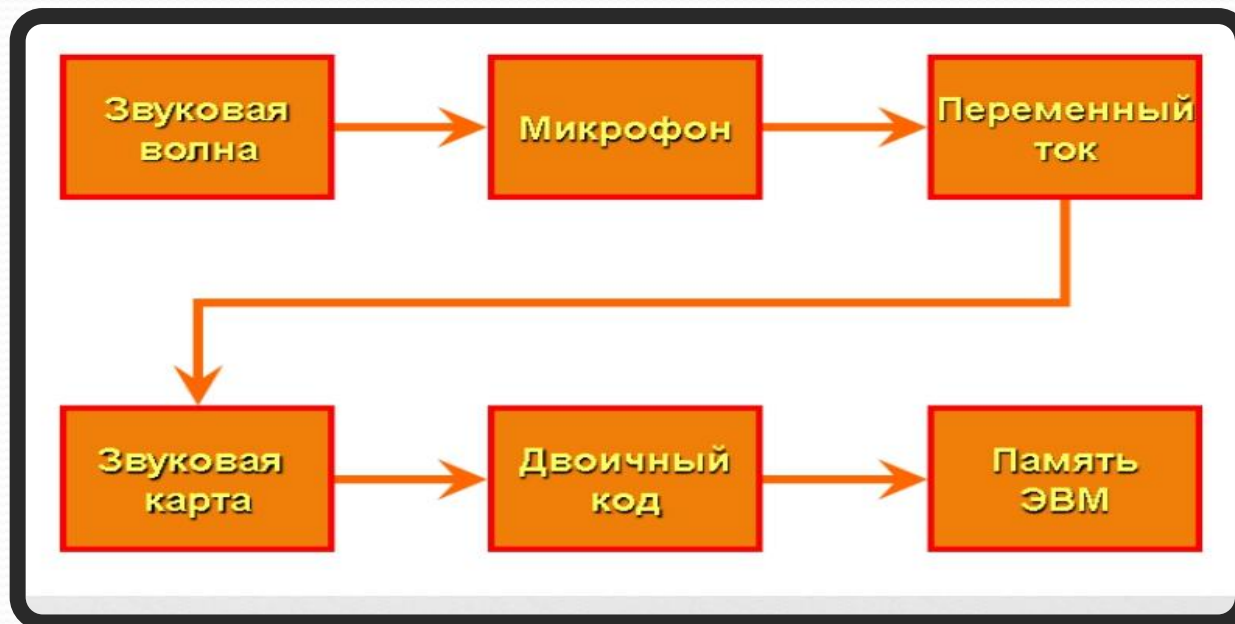 Звуковая
волна
Микрофон
Переменный
ток
Звуковая
карта
Двоичный
код
Память
ЭВМ